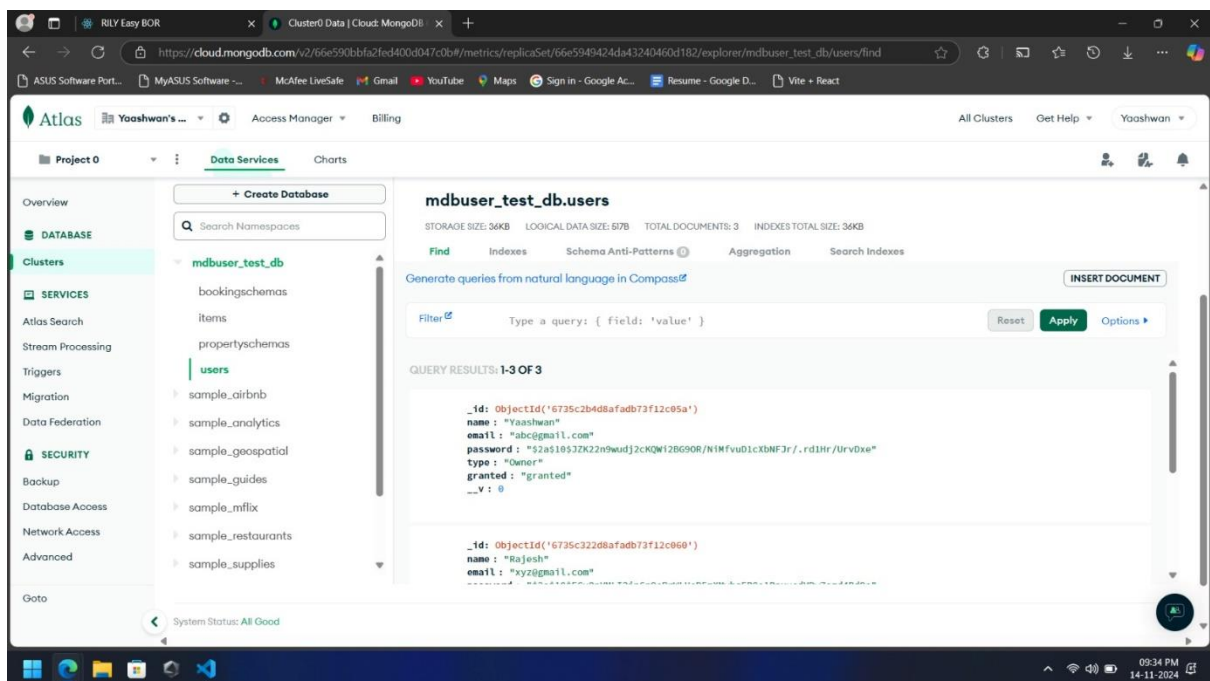 RILY Easy BOR
Cluster0 Data | Cloud: MongoDB
https://cloud.mongodb.com/v2/66e590bbfa2fed400d047c0b#/metrics/replicaSet/66e5949424da43240460d182/explorer/mdbuser_test_db/users/find
ASUS Software Port... MyASUS Software -... McAfee LiveSafe Gmail YouTube Maps Sign in - Google Ac... Resume - Google D... Vite + React
Atlas Yaashwan's ... Access Manager Billing All Clusters Get Help Yaashwan
Project 0 Data Services Charts
Overview
DATABASE
Clusters
SERVICES
Atlas Search
Stream Processing
Triggers
Migration
Data Federation
SECURITY
Backup
Database Access
Network Access
Advanced
Goto
+ Create Database
Search Namespaces
mdbuser_test_db
bookingschemas
items
propertyschemas
users
sample_airbnb
sample_analytics
sample_geospatial
sample_guides
sample_mflix
sample_restaurants
sample_supplies
mdbuser_test_db.users
STORAGE SIZE: 36KB LOGICAL DATA SIZE: 517B TOTAL DOCUMENTS: 3 INDEXES TOTAL SIZE: 36KB
Find Indexes Schema Anti-Patterns 0 Aggregation Search Indexes
Generate queries from natural language in Compass
INSERT DOCUMENT
Filter Type a query: { field: 'value' } Reset Apply Options
QUERY RESULTS: 1-3 OF 3
_id: ObjectId('6735c2b4d8afadb73f12c05a')
name : "Yaashwan"
email : "abc@gmail.com"
password : "$2a$10$JZK22n9wudj2cKQWi2BG9OR/NiMfvuD1cXbNFJr/.rd1Hr/UrvDxe"
type : "Owner"
granted : "granted"
__v : 0
_id: ObjectId('6735c322d8afadb73f12c060')
name : "Rajesh"
email : "xyz@gmail.com"
System Status: All Good
09:34 PM
14-11-2024